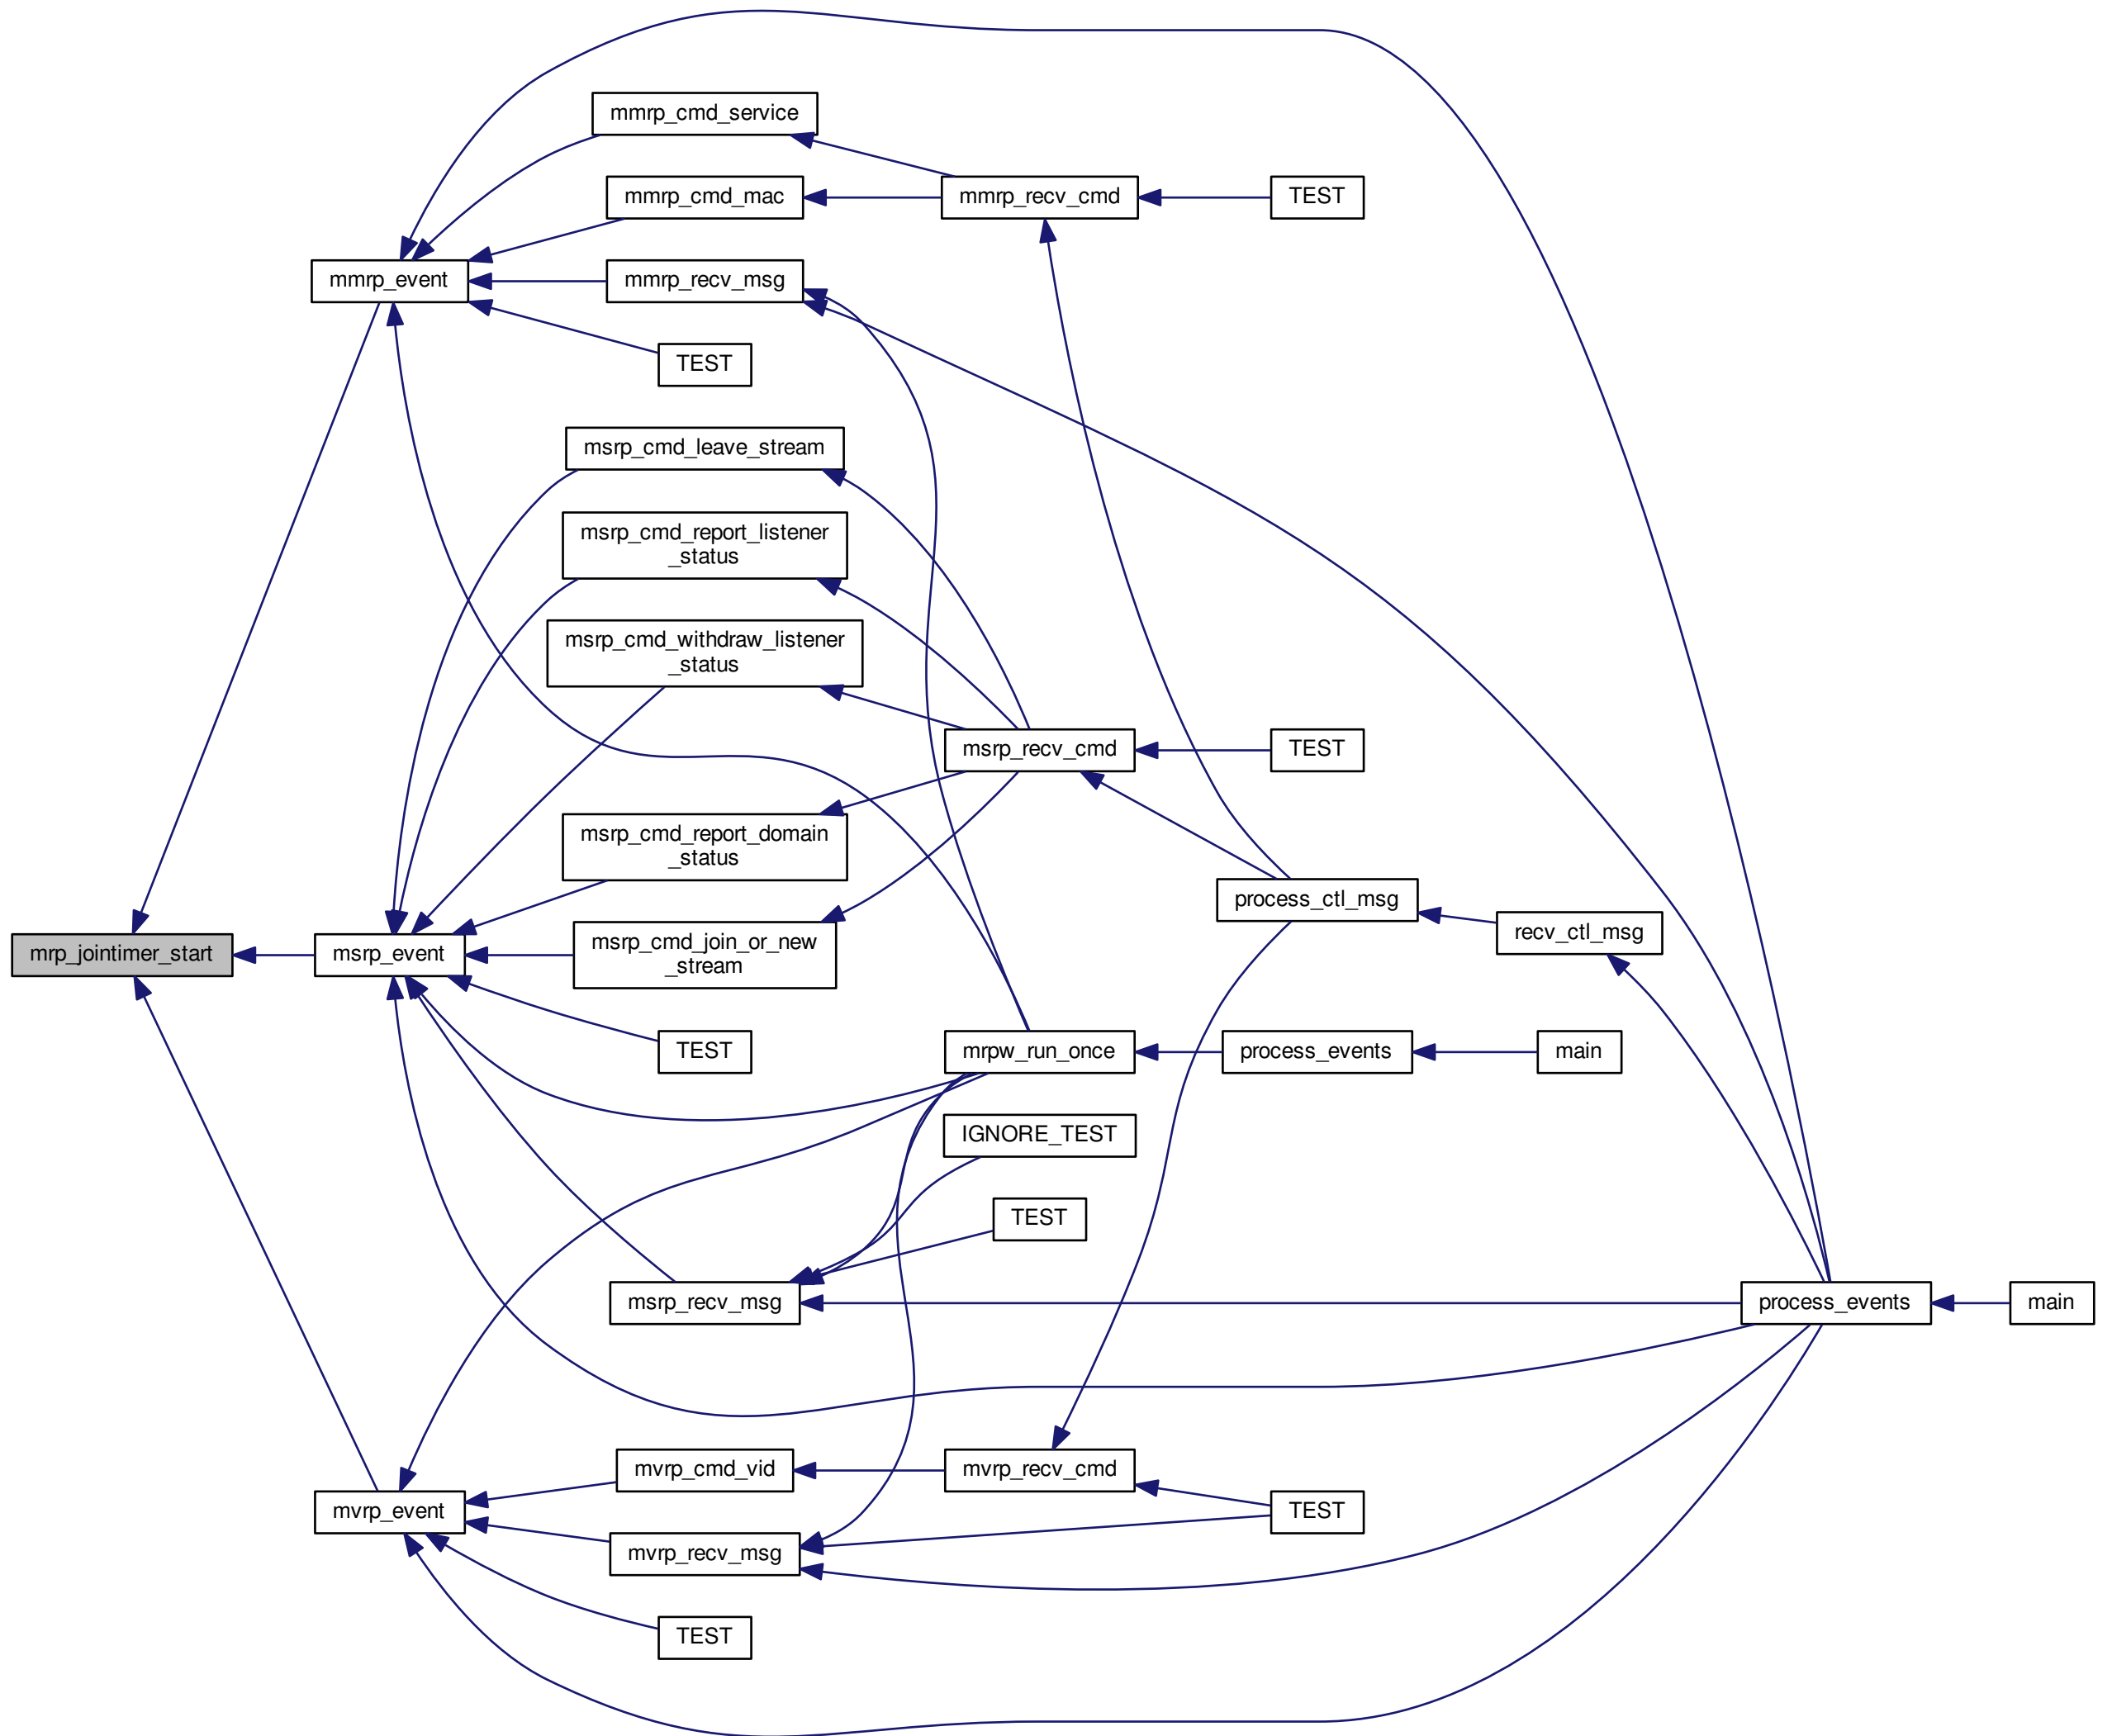 mmrp_cmd_service
mmrp_cmd_mac
mmrp_recv_cmd
TEST
mmrp_event
mmrp_recv_msg
TEST
msrp_cmd_leave_stream
msrp_cmd_report_listener
_status
msrp_cmd_withdraw_listener
_status
msrp_recv_cmd
TEST
msrp_cmd_report_domain
_status
process_ctl_msg
recv_ctl_msg
mrp_jointimer_start
msrp_event
msrp_cmd_join_or_new
_stream
TEST
mrpw_run_once
process_events
main
IGNORE_TEST
TEST
msrp_recv_msg
process_events
main
mvrp_cmd_vid
mvrp_recv_cmd
mvrp_event
TEST
mvrp_recv_msg
TEST